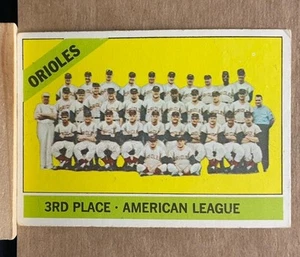 ORIOLES
3RD PLACE • AMERICAN LEAGUE